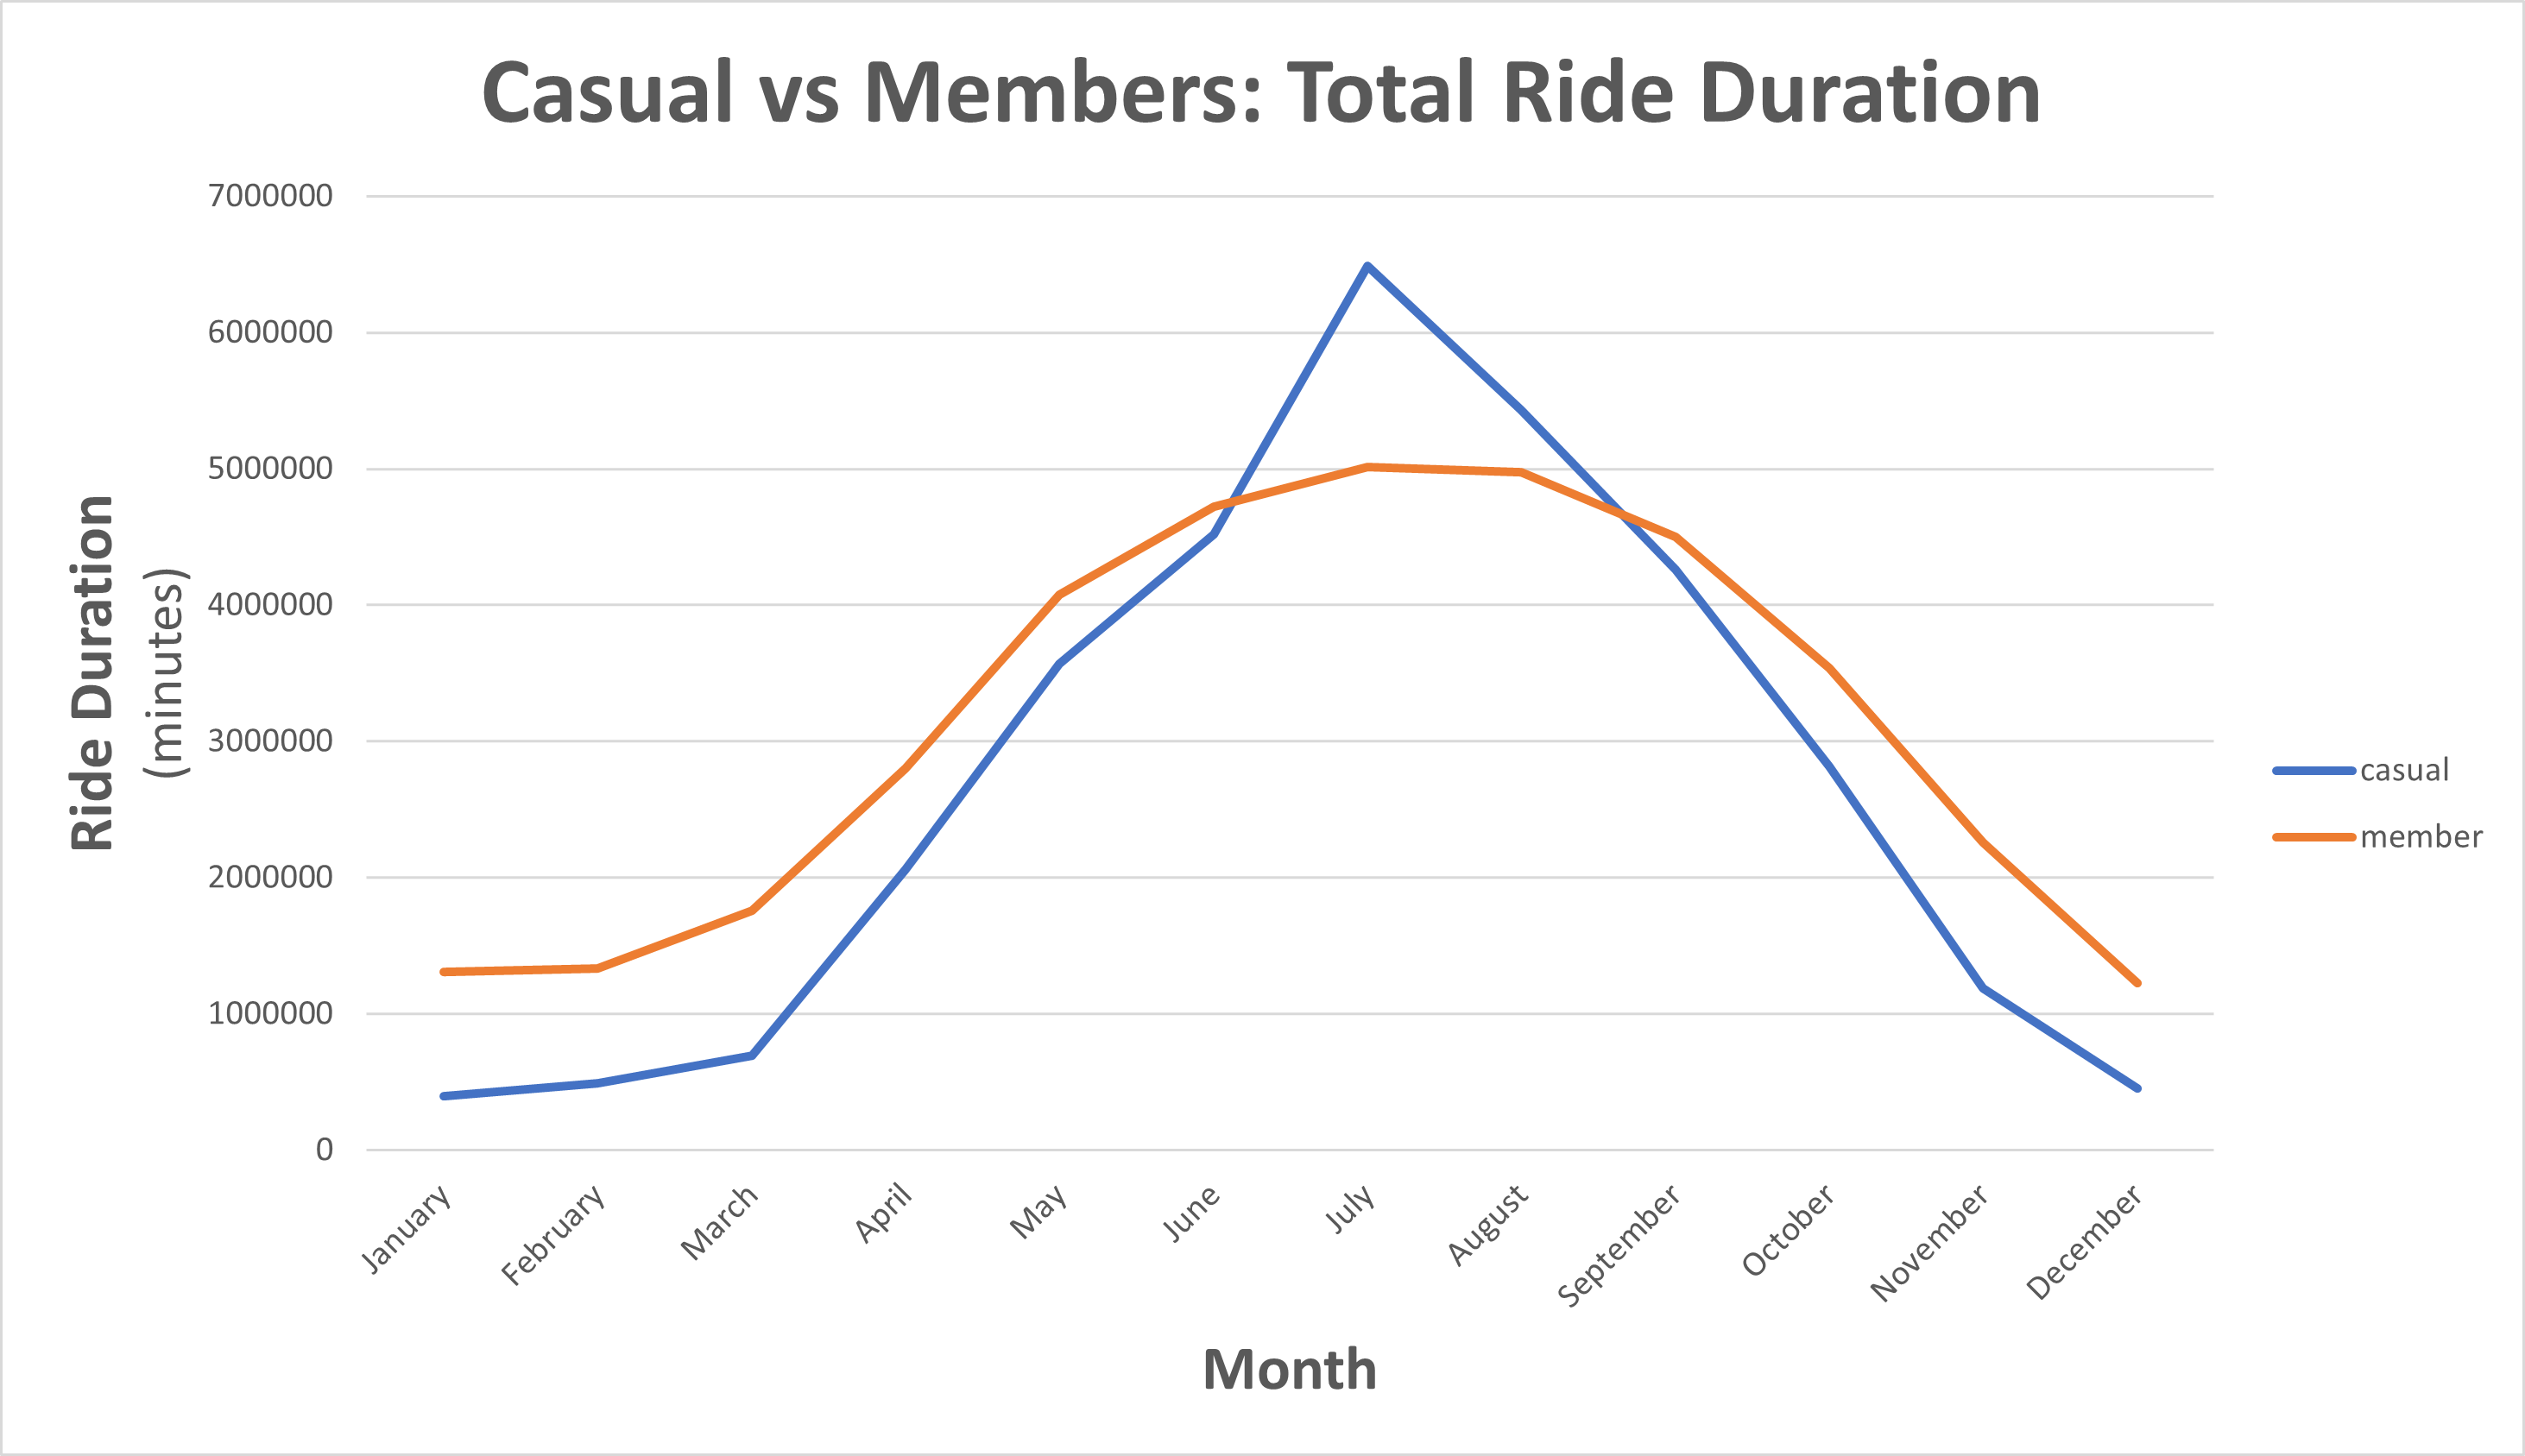 Casual vs Members: Total Ride Duration
Ride Duration
(minutes)
7000000
6000000
5000000
4000000
3000000
2000000
1000000
0
January
February
March
April
May
June
July
August
September
October
November
December
Month
casual
member